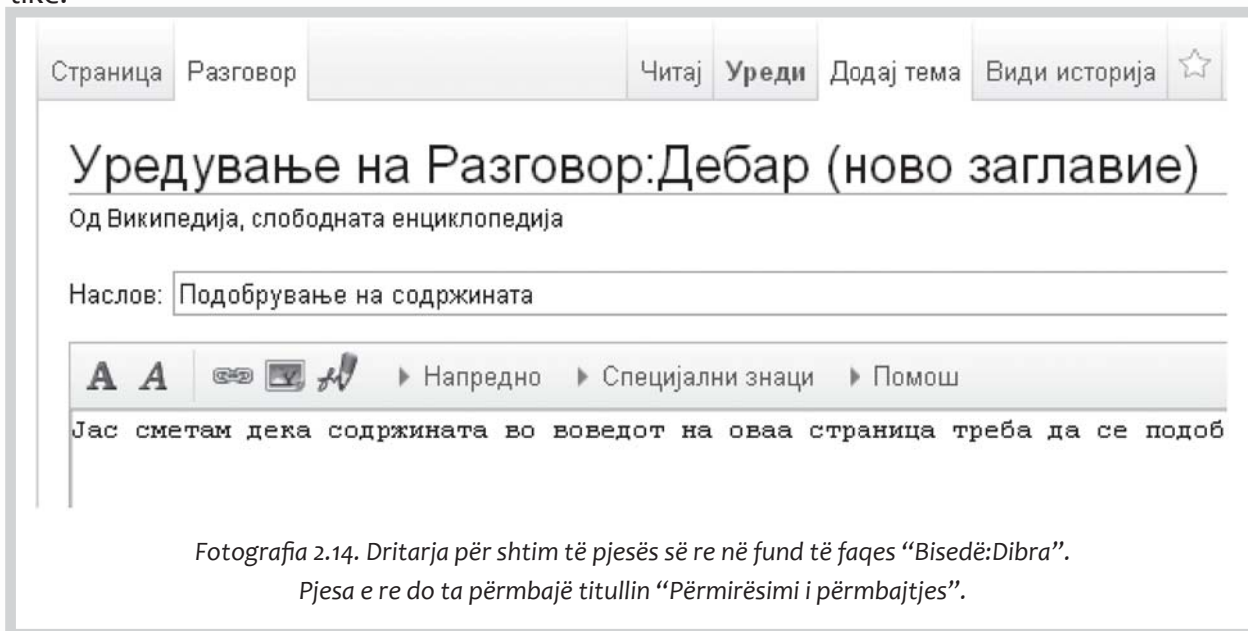 Страница Разговор Читај Уреди Додај тема Види историја
Уредување на Разговор:Дебар (ново заглавие)
Од Википедија, слободната енциклопедија
Наслов: Подобрување на содржината
A A Напредно Специјални знаци Помош
Јас сметам дека содржината во воведот на оваа страница треба да се подоб
Fotografia 2.14. Dritarja për shtim të pjesës së re në fund të faqes “Bisedë:Dibra”.
Pjesa e re do ta përmbajë titullin “Përmirësimi i përmbajtjes”.